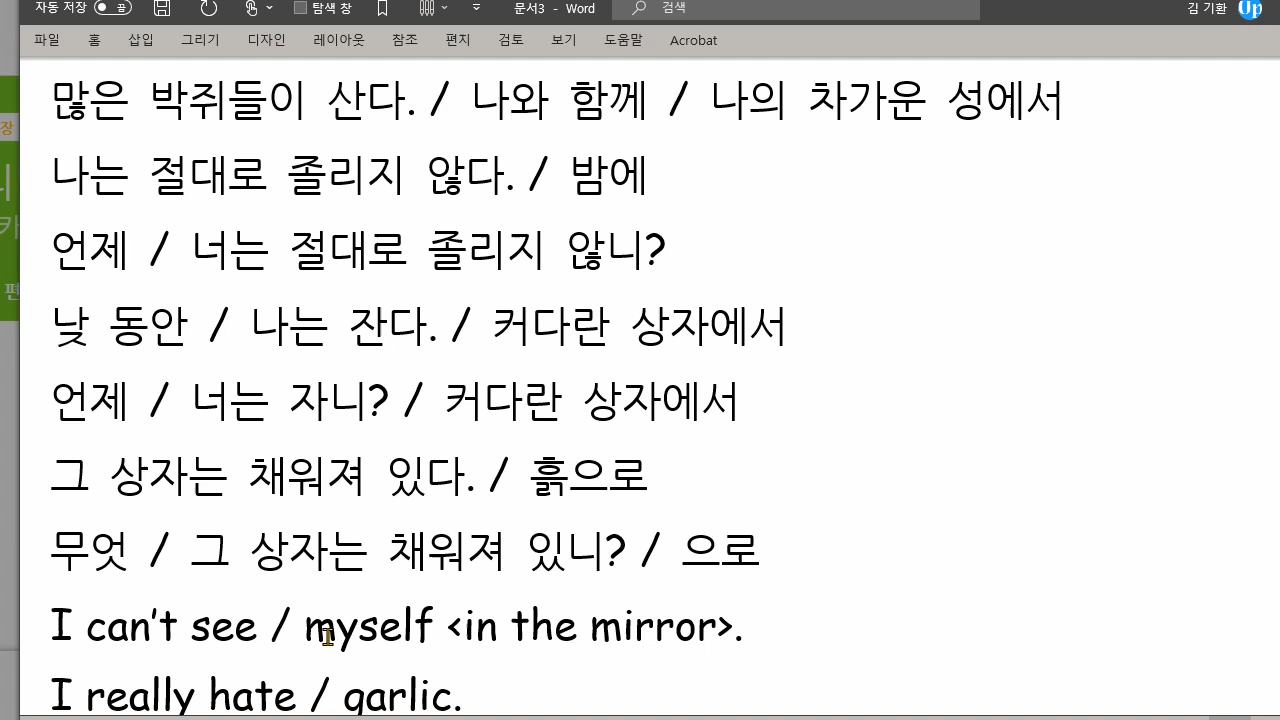 자동 저장 끔 탐색 창 문서3 - Word 검색 김 기환 Up
파일 홈 삽입 그리기 디자인 레이아웃 참조 편지 검토 보기 도움말 Acrobat
많은 박쥐들이 산다. / 나와 함께 / 나의 차가운 성에서
장
나는 절대로 졸리지 않다. / 밤에
언제 / 너는 절대로 졸리지 않니?
편
낮 동안 / 나는 잔다. / 커다란 상자에서
언제 / 너는 자니? / 커다란 상자에서
그 상자는 채워져 있다. / 흙으로
무엇 / 그 상자는 채워져 있니? / 으로
I can't see / myself <in the mirror>.
I really hate / garlic.